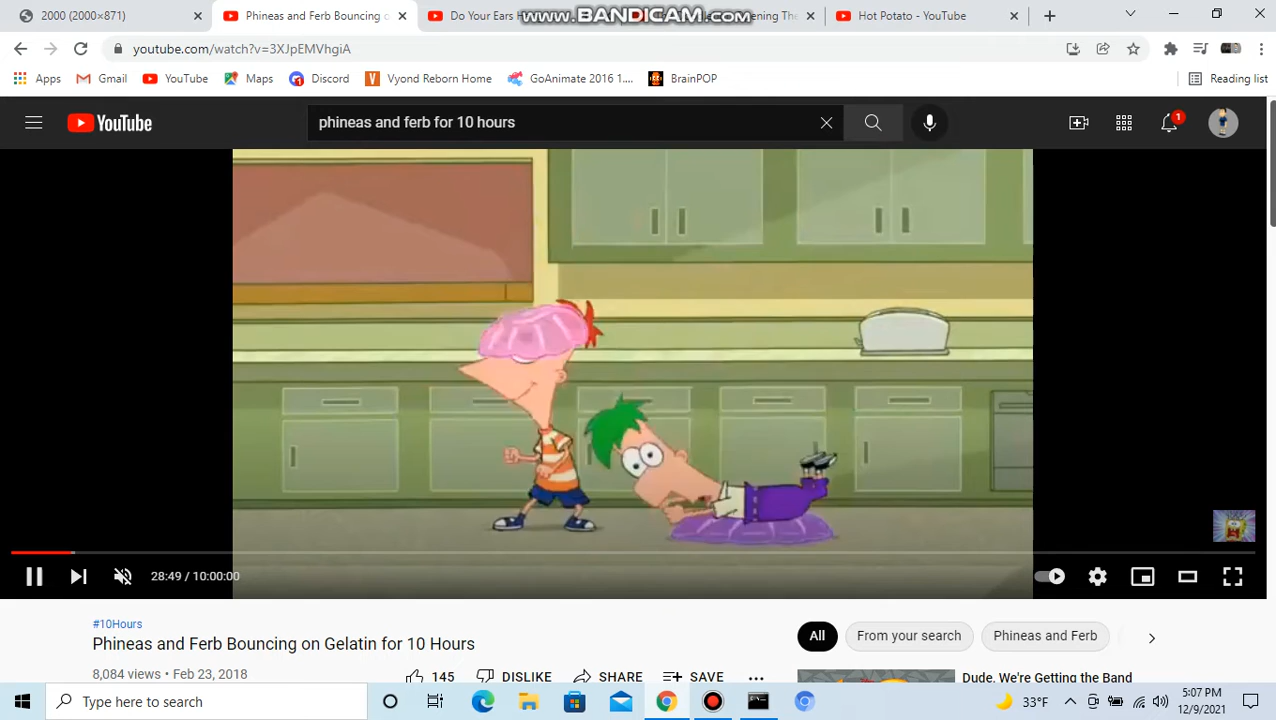 2000 (2000×871)
Phineas and Ferb Bouncing o
Do Your Ears
www.BANDICAM.com
ening The
Hot Potato - YouTube
youtube.com/watch?v=3XJpEMVhgiA
Apps
Gmail
YouTube
Maps
Discord
Vyond Reborn Home
GoAnimate 2016 1....
BrainPOP
Reading list
YouTube
phineas and ferb for 10 hours
1
28:49 / 10:00:00
#10Hours
Phineas and Ferb Bouncing on Gelatin for 10 Hours
8,084 views • Feb 23, 2018
145
DISLIKE
SHARE
SAVE
All
From your search
Phineas and Ferb
Dude, We're Getting the Band
Type here to search
33°F
5:07 PM
12/9/2021